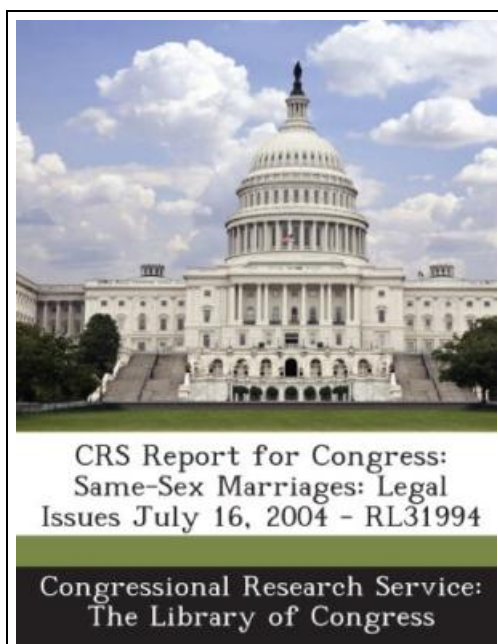 CRS Report for Congress:
Same-Sex Marriages: Legal
Issues July 16, 2004 - RL31994
Congressional Research Service:
The Library of Congress